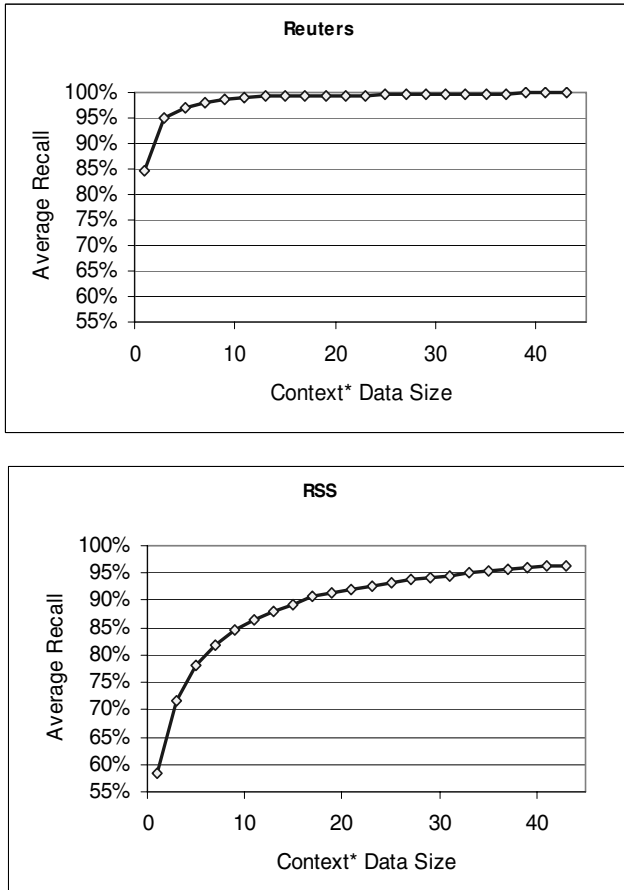 Reuters
100%
95%
90%
85%
80%
75%
70%
65%
60%
55%
Average Recall
0 10 20 30 40
Context* Data Size
RSS
100%
95%
90%
85%
80%
75%
70%
65%
60%
55%
Average Recall
0 10 20 30 40
Context* Data Size